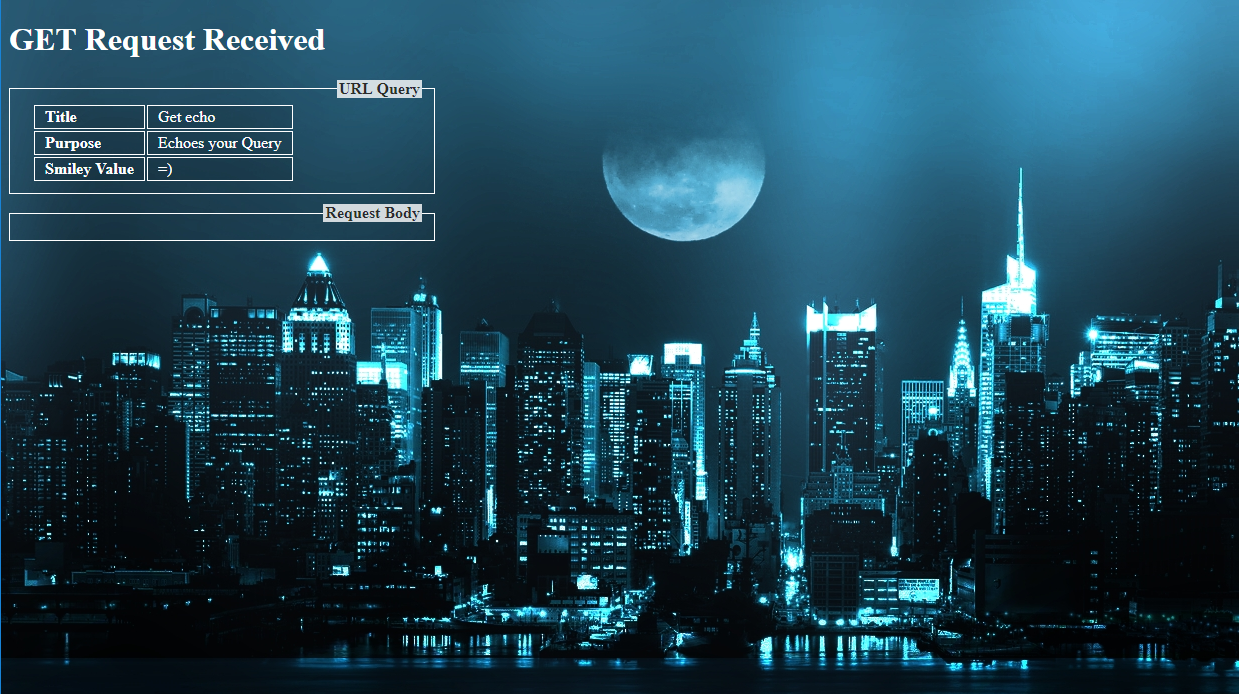 GET Request Received
URL Query
Title Get echo
Purpose Echoes your Query
Smiley Value =)
Request Body